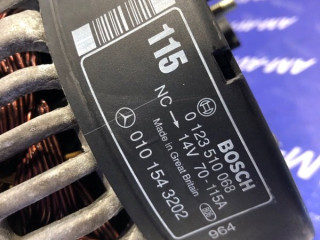 115
BOSCH
0 123 510 068
NC → 14V 70-115A
Made in Great Britain
010 154 3202
964